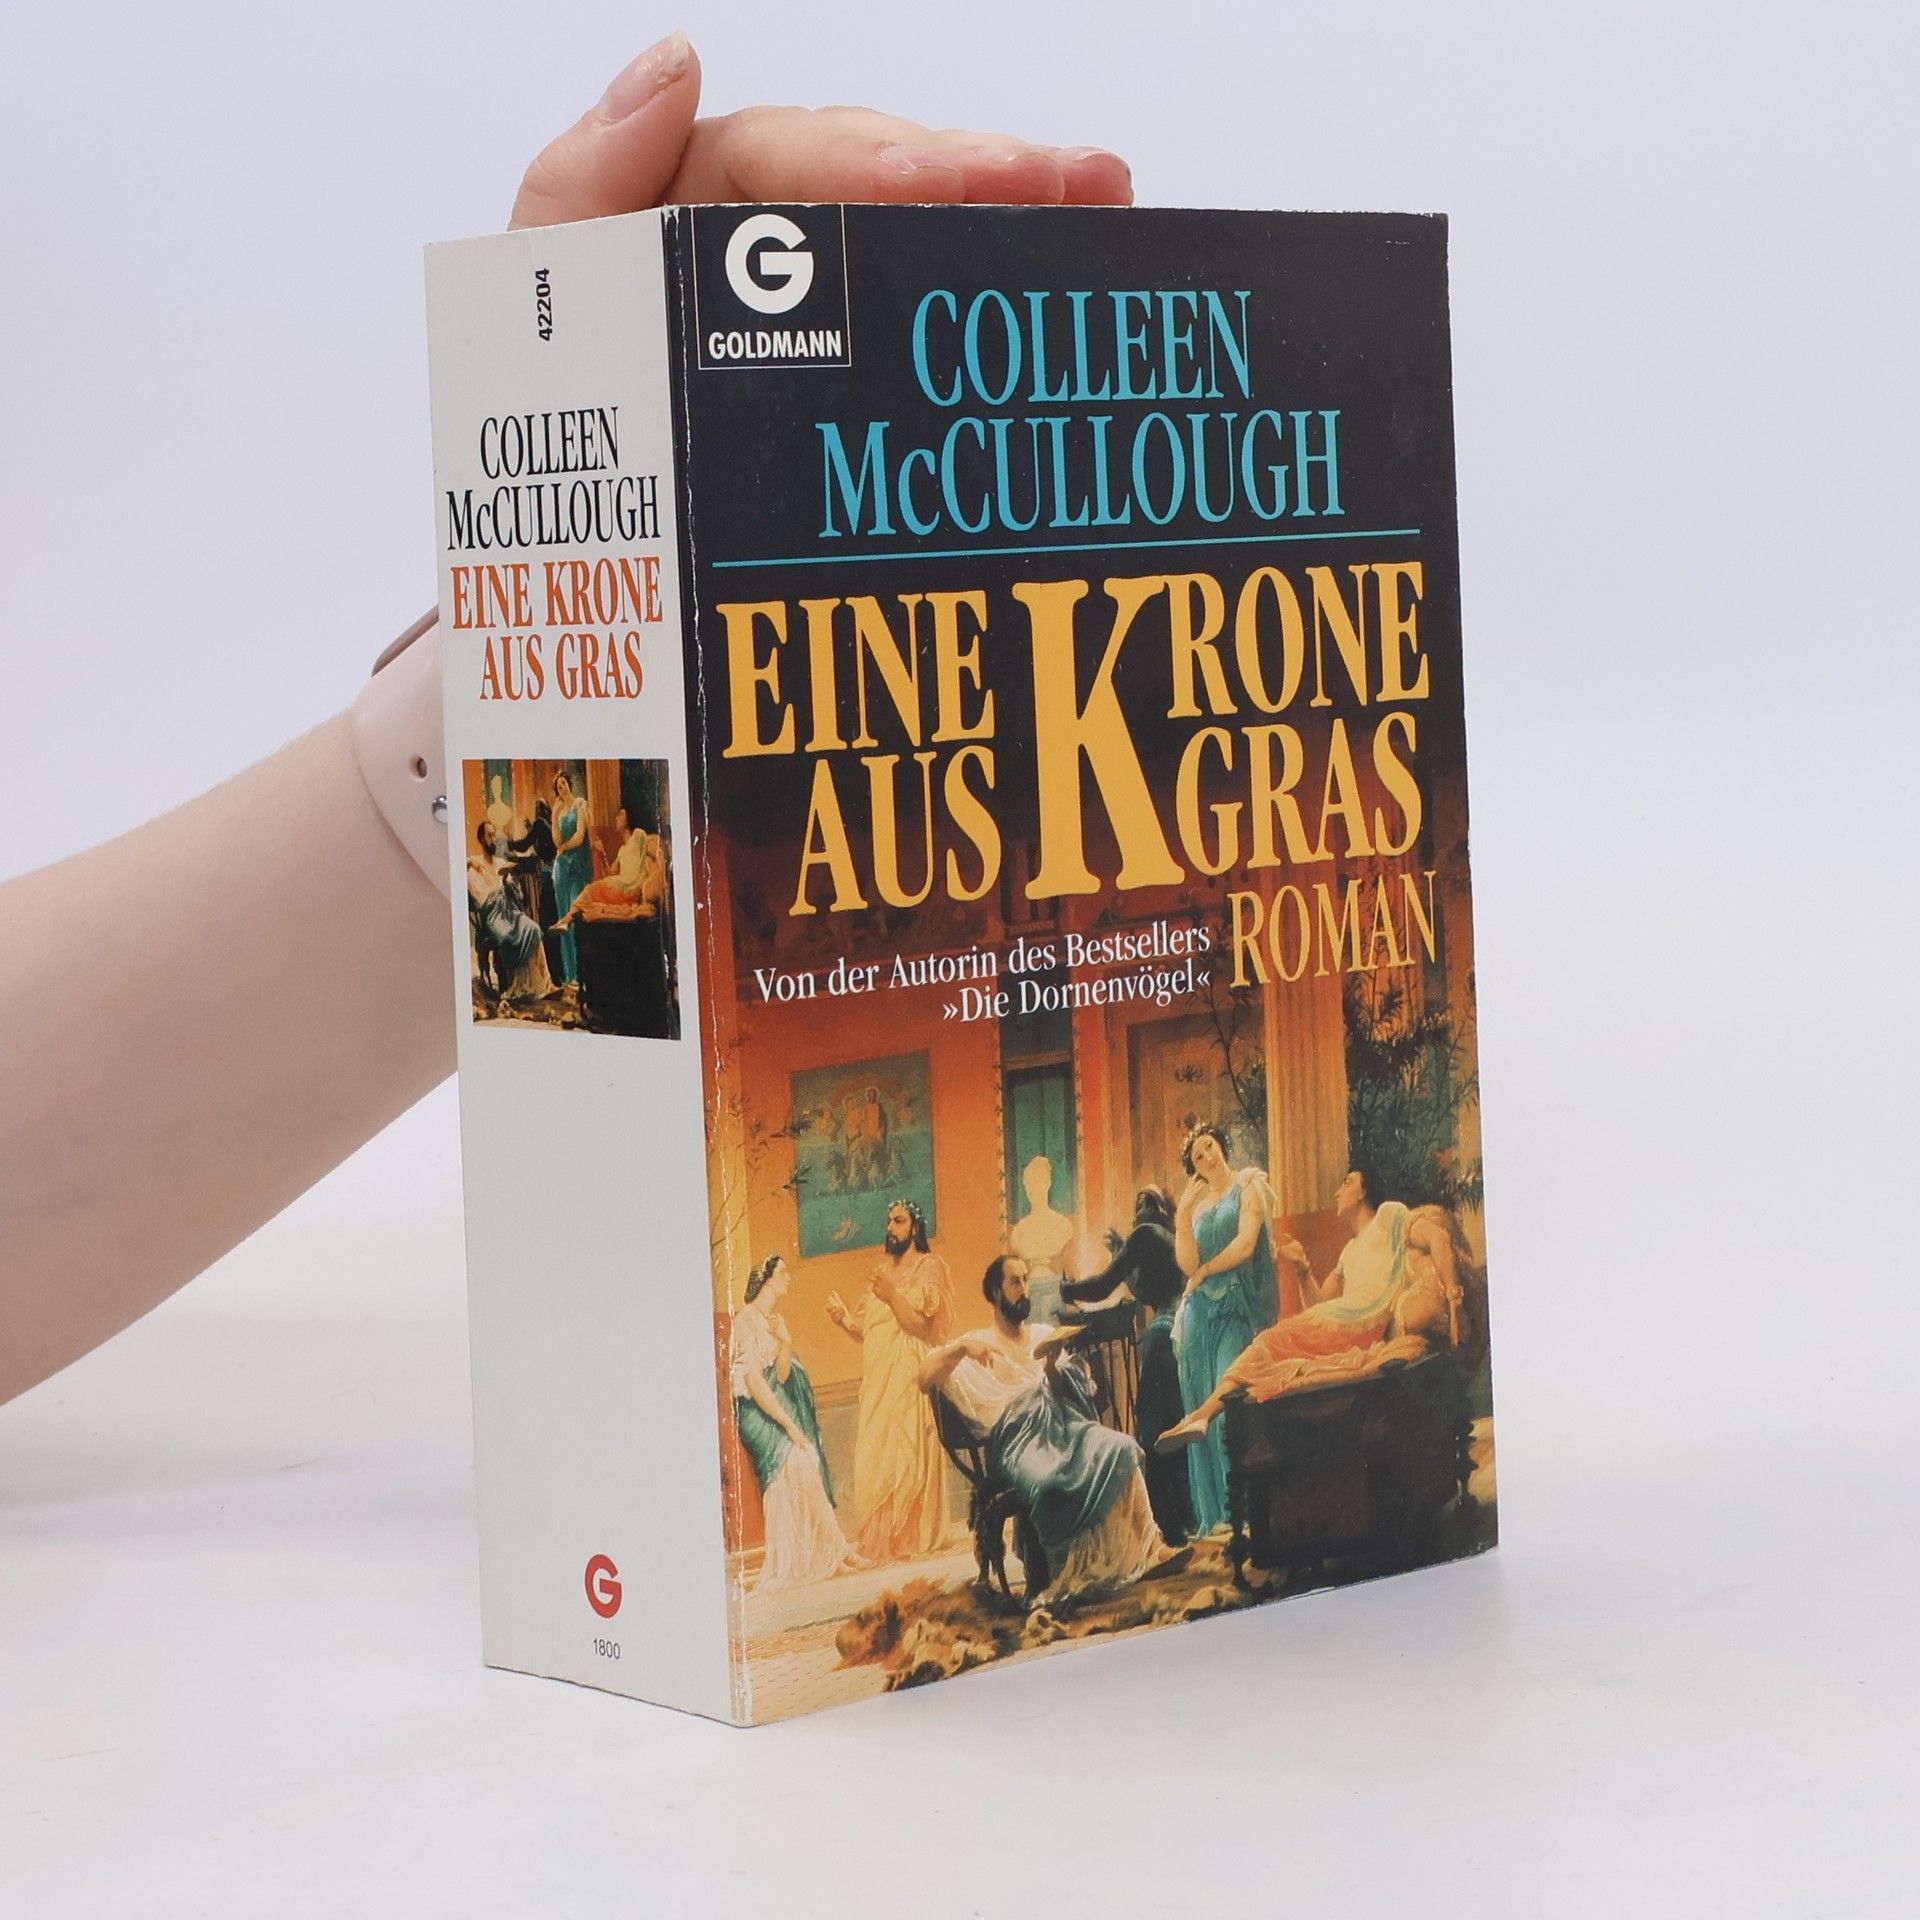 42204
COLLEEN
McCULLOUGH
EINE KRONE
AUS GRAS
G
1800
G
GOLDMANN
COLLEEN
McCULLOUGH
EINE KRONE
AUS GRAS
ROMAN
Von der Autorin des Bestsellers
»Die Dornenvögel«